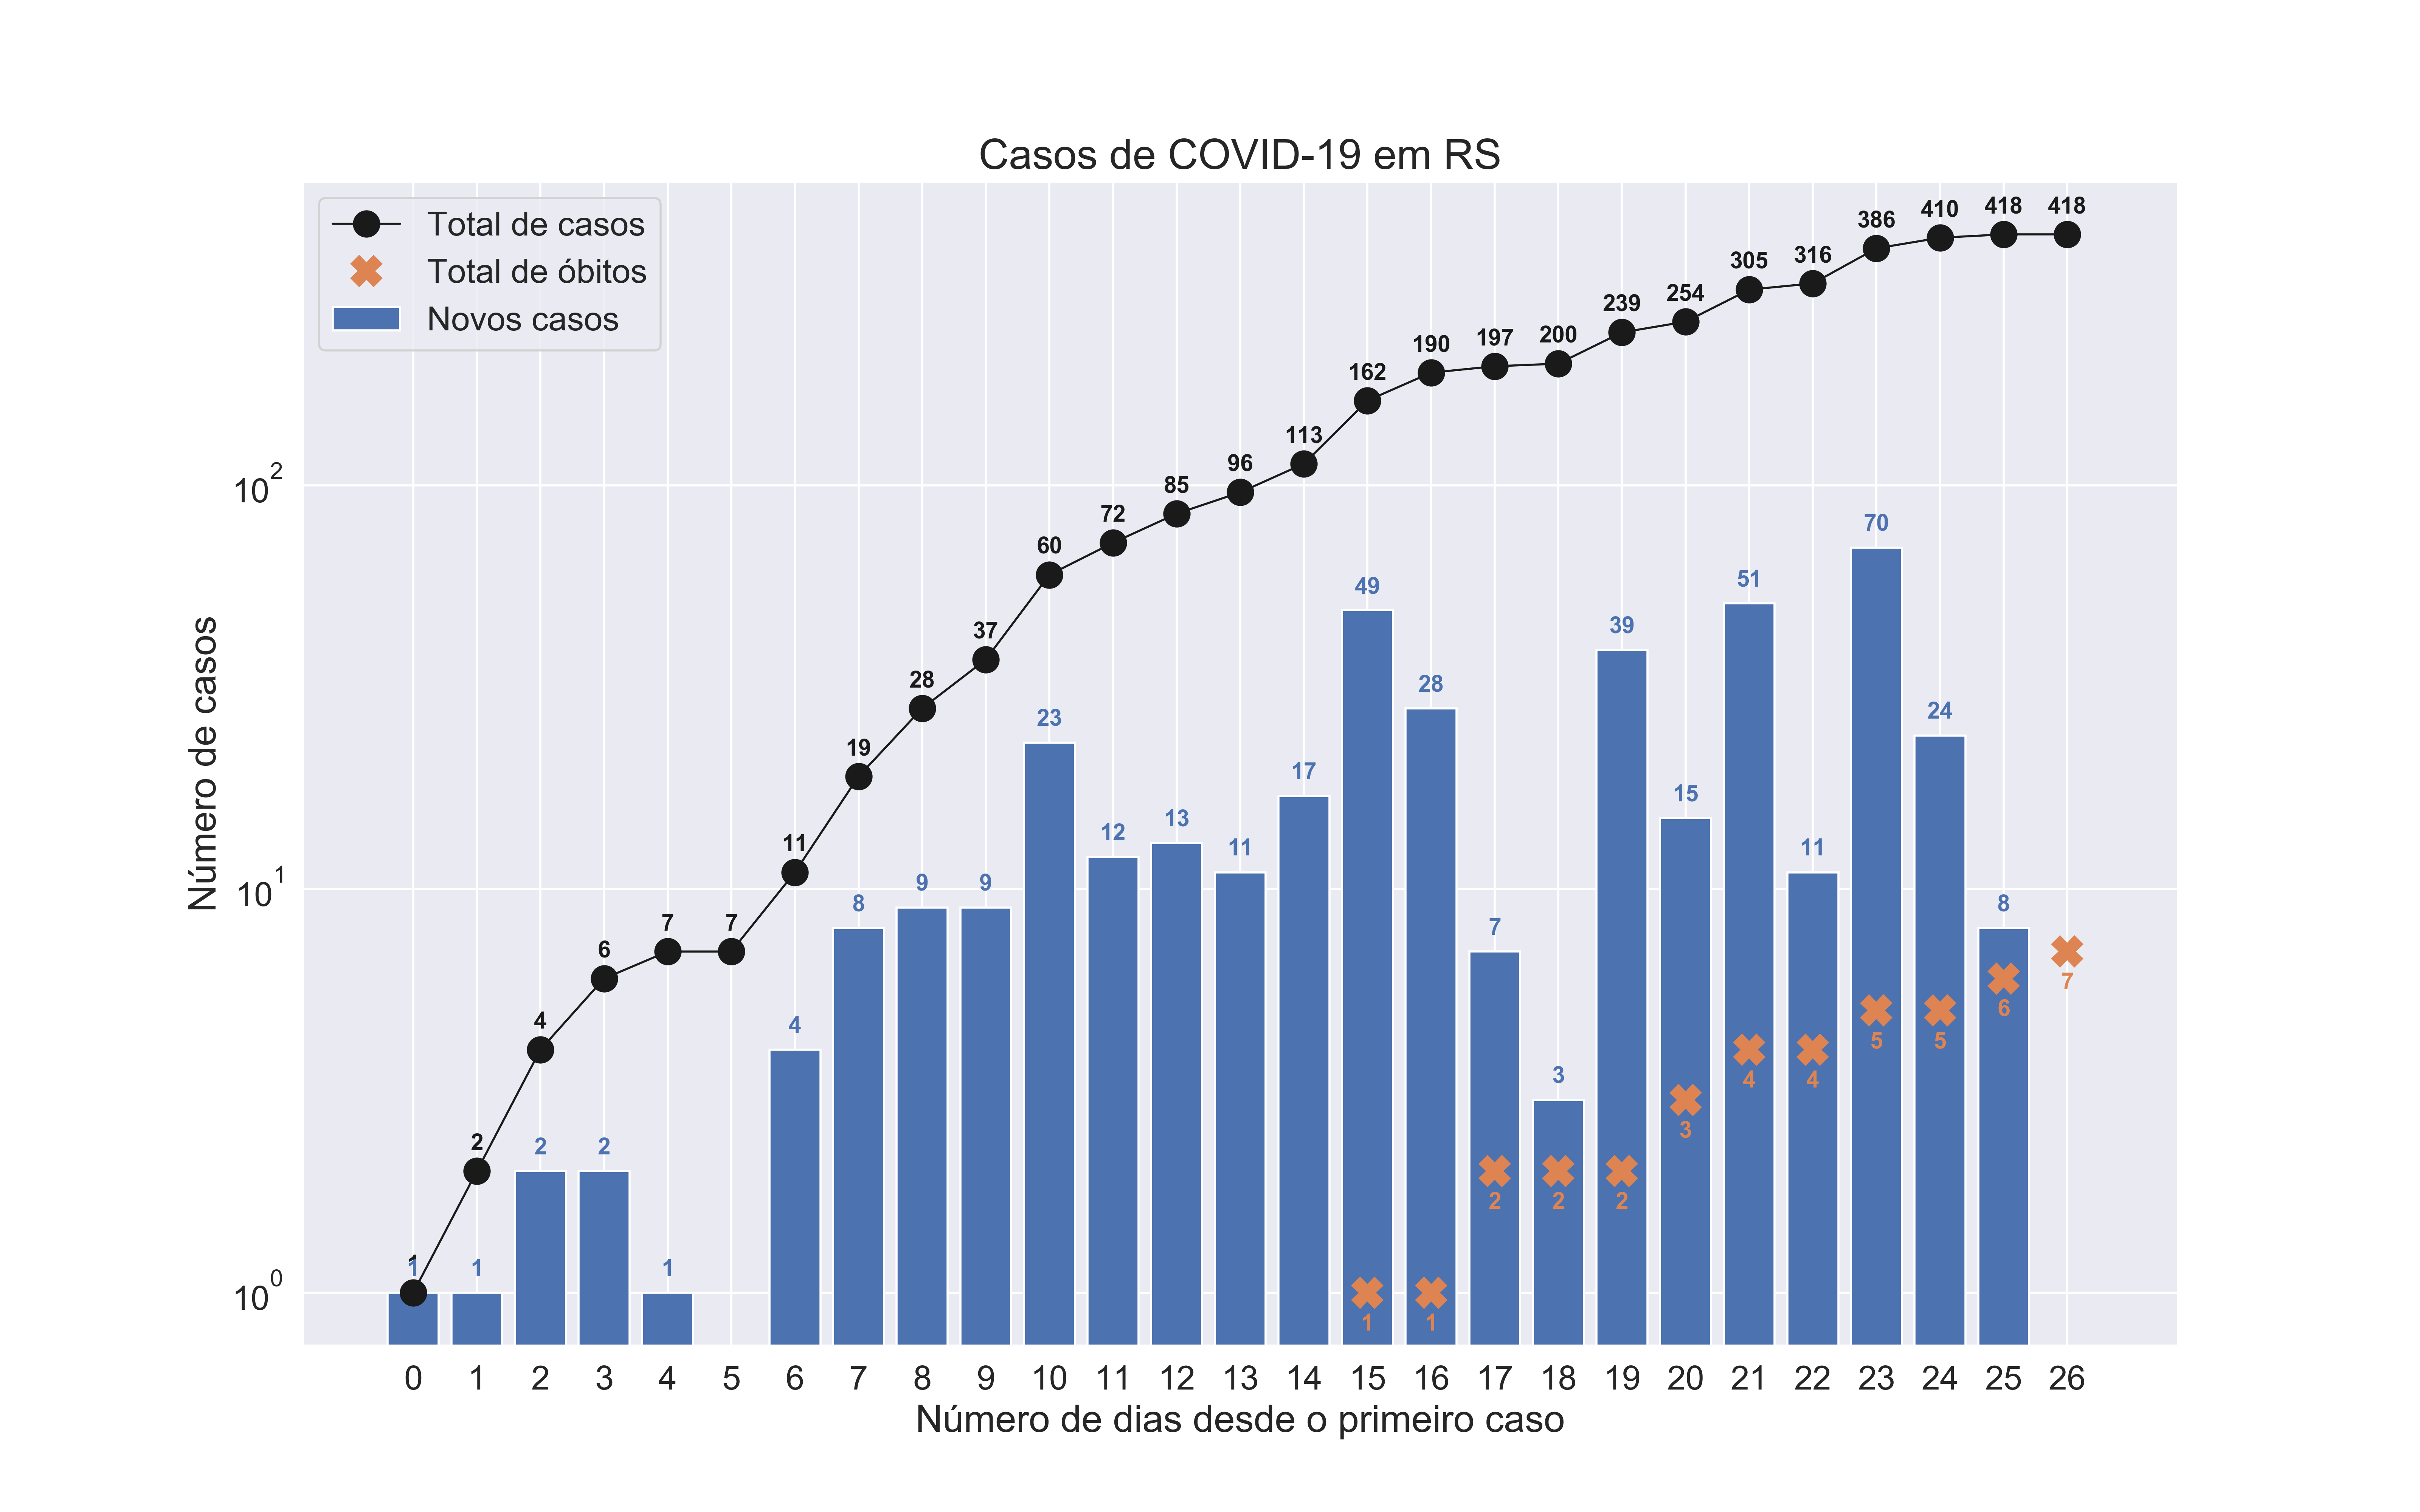 Casos de COVID-19 em RS
Total de casos
Total de óbitos
Novos casos
Número de casos
10²
10¹
10⁰
1 2 4 6 7 7 11 19 28 37 60 72 85 96 113 162 190 197 200 239 254 305 316 386 410 418 418
1 1 2 2 1 4 8 9 9 23 12 13 11 17 49 28 7 3 39 15 51 11 70 24 8
1 1 2 2 2 3 4 4 5 5 6 7
0 1 2 3 4 5 6 7 8 9 10 11 12 13 14 15 16 17 18 19 20 21 22 23 24 25 26
Número de dias desde o primeiro caso